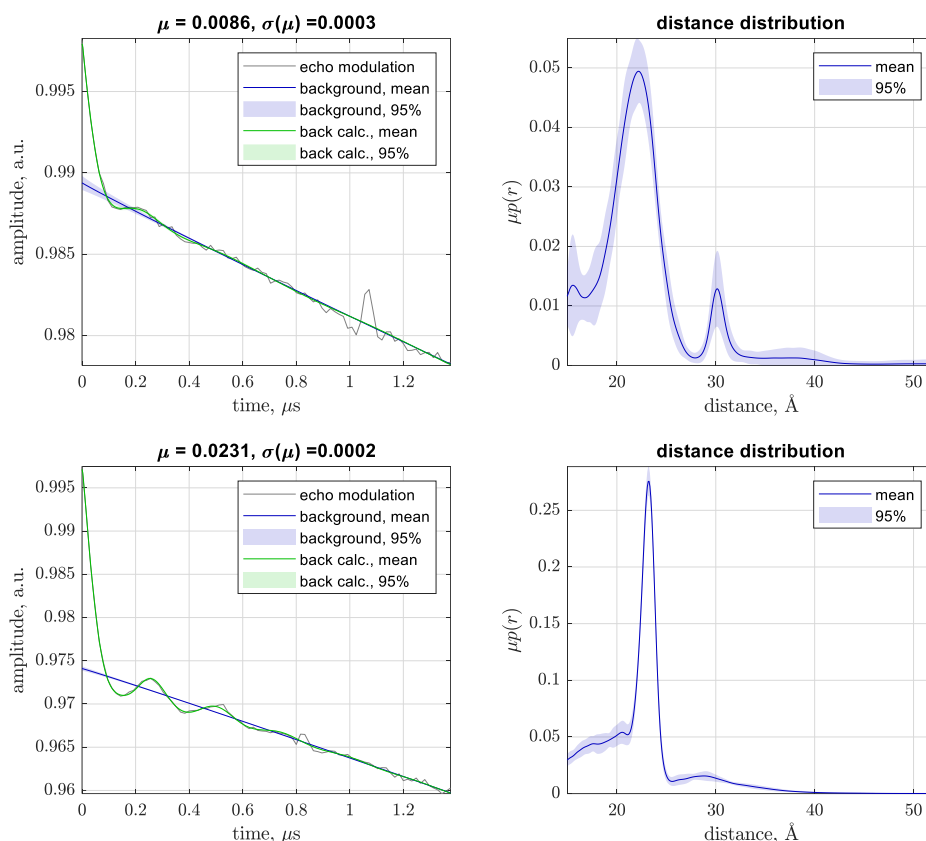 μ = 0.0086, σ(μ) =0.0003
amplitude, a.u.
0.995
0.99
0.985
0.98
echo modulation
background, mean
background, 95%
back calc., mean
back calc., 95%
0 0.2 0.4 0.6 0.8 1 1.2
time, μs
distance distribution
μp(r)
0.05
0.04
0.03
0.02
0.01
0
mean
95%
20 30 40 50
distance, Å
μ = 0.0231, σ(μ) =0.0002
amplitude, a.u.
0.995
0.99
0.985
0.98
0.975
0.97
0.965
0.96
echo modulation
background, mean
background, 95%
back calc., mean
back calc., 95%
0 0.2 0.4 0.6 0.8 1 1.2
time, μs
distance distribution
μp(r)
0.25
0.2
0.15
0.1
0.05
0
mean
95%
20 30 40 50
distance, Å